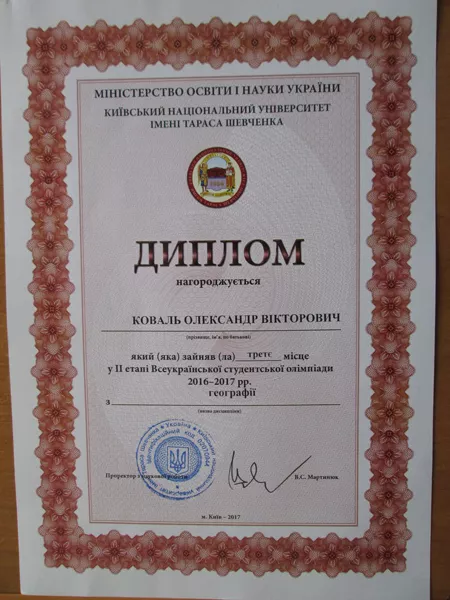 МІНІСТЕРСТВО ОСВІТИ І НАУКИ УКРАЇНИ
КИЇВСЬКИЙ НАЦІОНАЛЬНИЙ УНІВЕРСИТЕТ
ІМЕНІ ТАРАСА ШЕВЧЕНКА
ДИПЛОМ
нагороджується
КОВАЛЬ ОЛЕКСАНДР ВІКТОРОВИЧ
(прізвище, ім'я, по батькові)
який (яка) зайняв (ла) третє місце
у ІІ етапі Всеукраїнської студентської олімпіади
2016–2017 рр.
географії
з
(назва дисципліни)
Проректор з наукової роботи В.С. Мартинюк
м. Київ – 2017